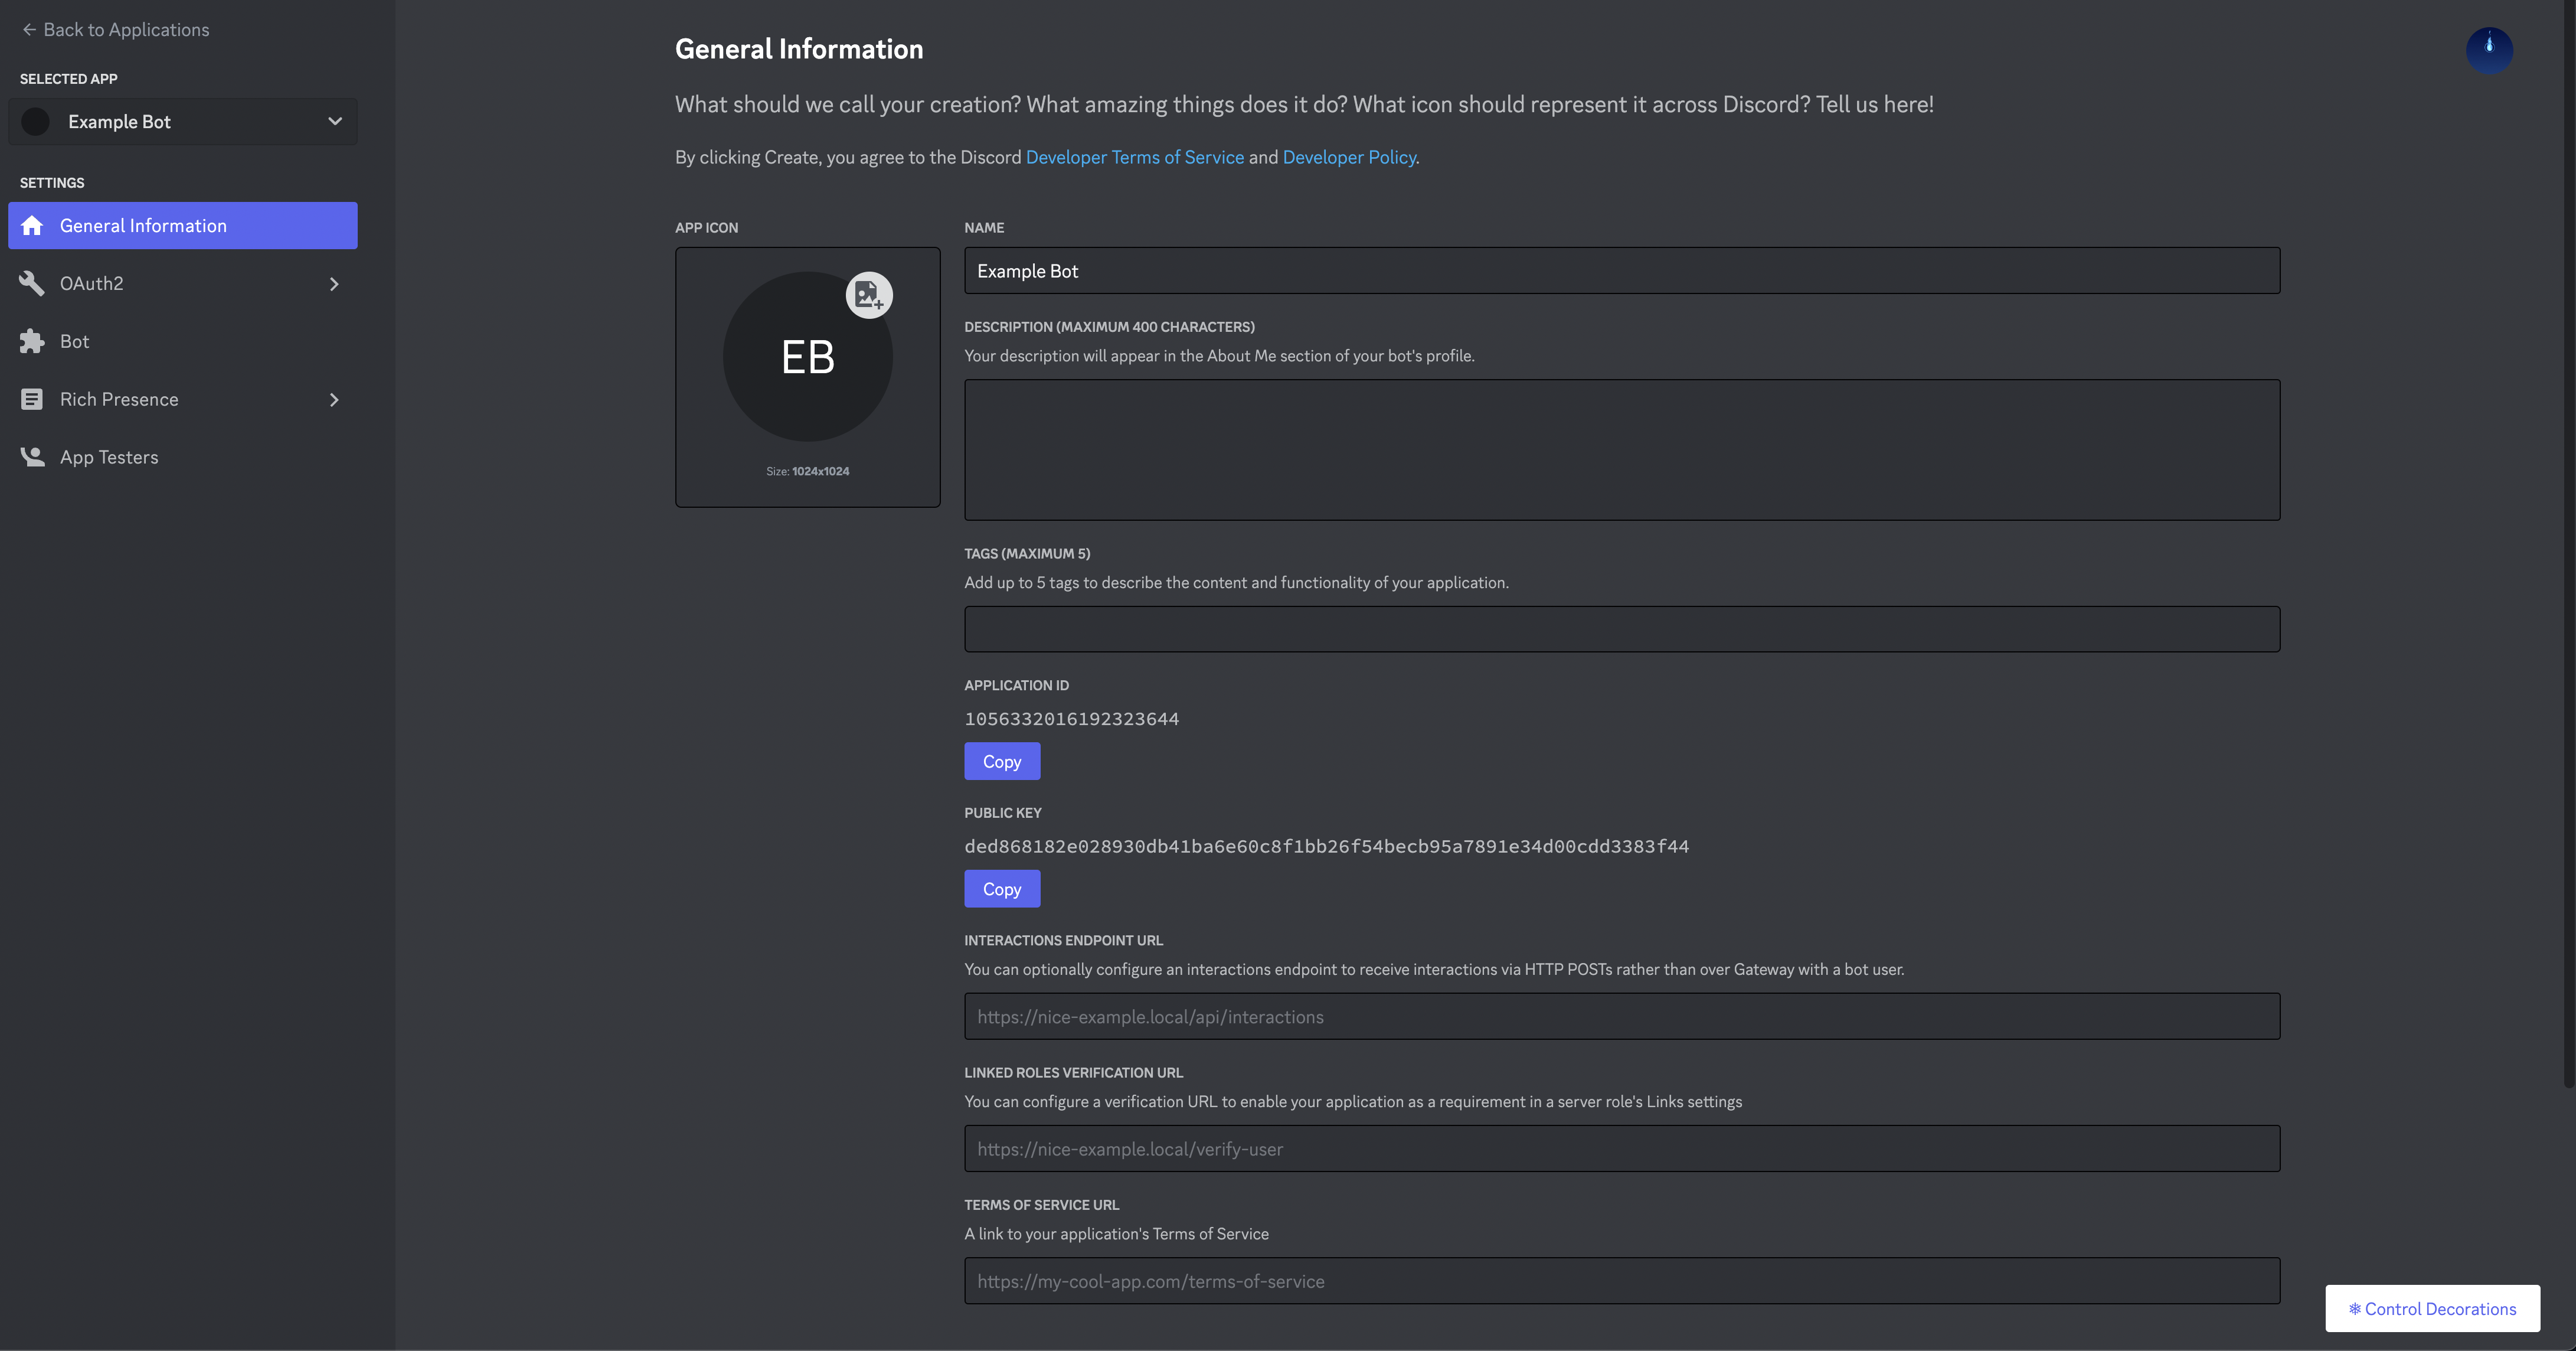 Back to Applications
SELECTED APP
Example Bot
SETTINGS
General Information
OAuth2
Bot
Rich Presence
App Testers
General Information
What should we call your creation? What amazing things does it do? What icon should represent it across Discord? Tell us here!
By clicking Create, you agree to the Discord Developer Terms of Service and Developer Policy.
APP ICON
EB
Size: 1024x1024
NAME
Example Bot
DESCRIPTION (MAXIMUM 400 CHARACTERS)
Your description will appear in the About Me section of your bot's profile.
TAGS (MAXIMUM 5)
Add up to 5 tags to describe the content and functionality of your application.
APPLICATION ID
1056332016192323644
Copy
PUBLIC KEY
ded868182e028930db41ba6e60c8f1bb26f54becb95a7891e34d00cdd3383f44
Copy
INTERACTIONS ENDPOINT URL
You can optionally configure an interactions endpoint to receive interactions via HTTP POSTs rather than over Gateway with a bot user.
https://nice-example.local/api/interactions
LINKED ROLES VERIFICATION URL
You can configure a verification URL to enable your application as a requirement in a server role's Links settings
https://nice-example.local/verify-user
TERMS OF SERVICE URL
A link to your application's Terms of Service
https://my-cool-app.com/terms-of-service
Control Decorations